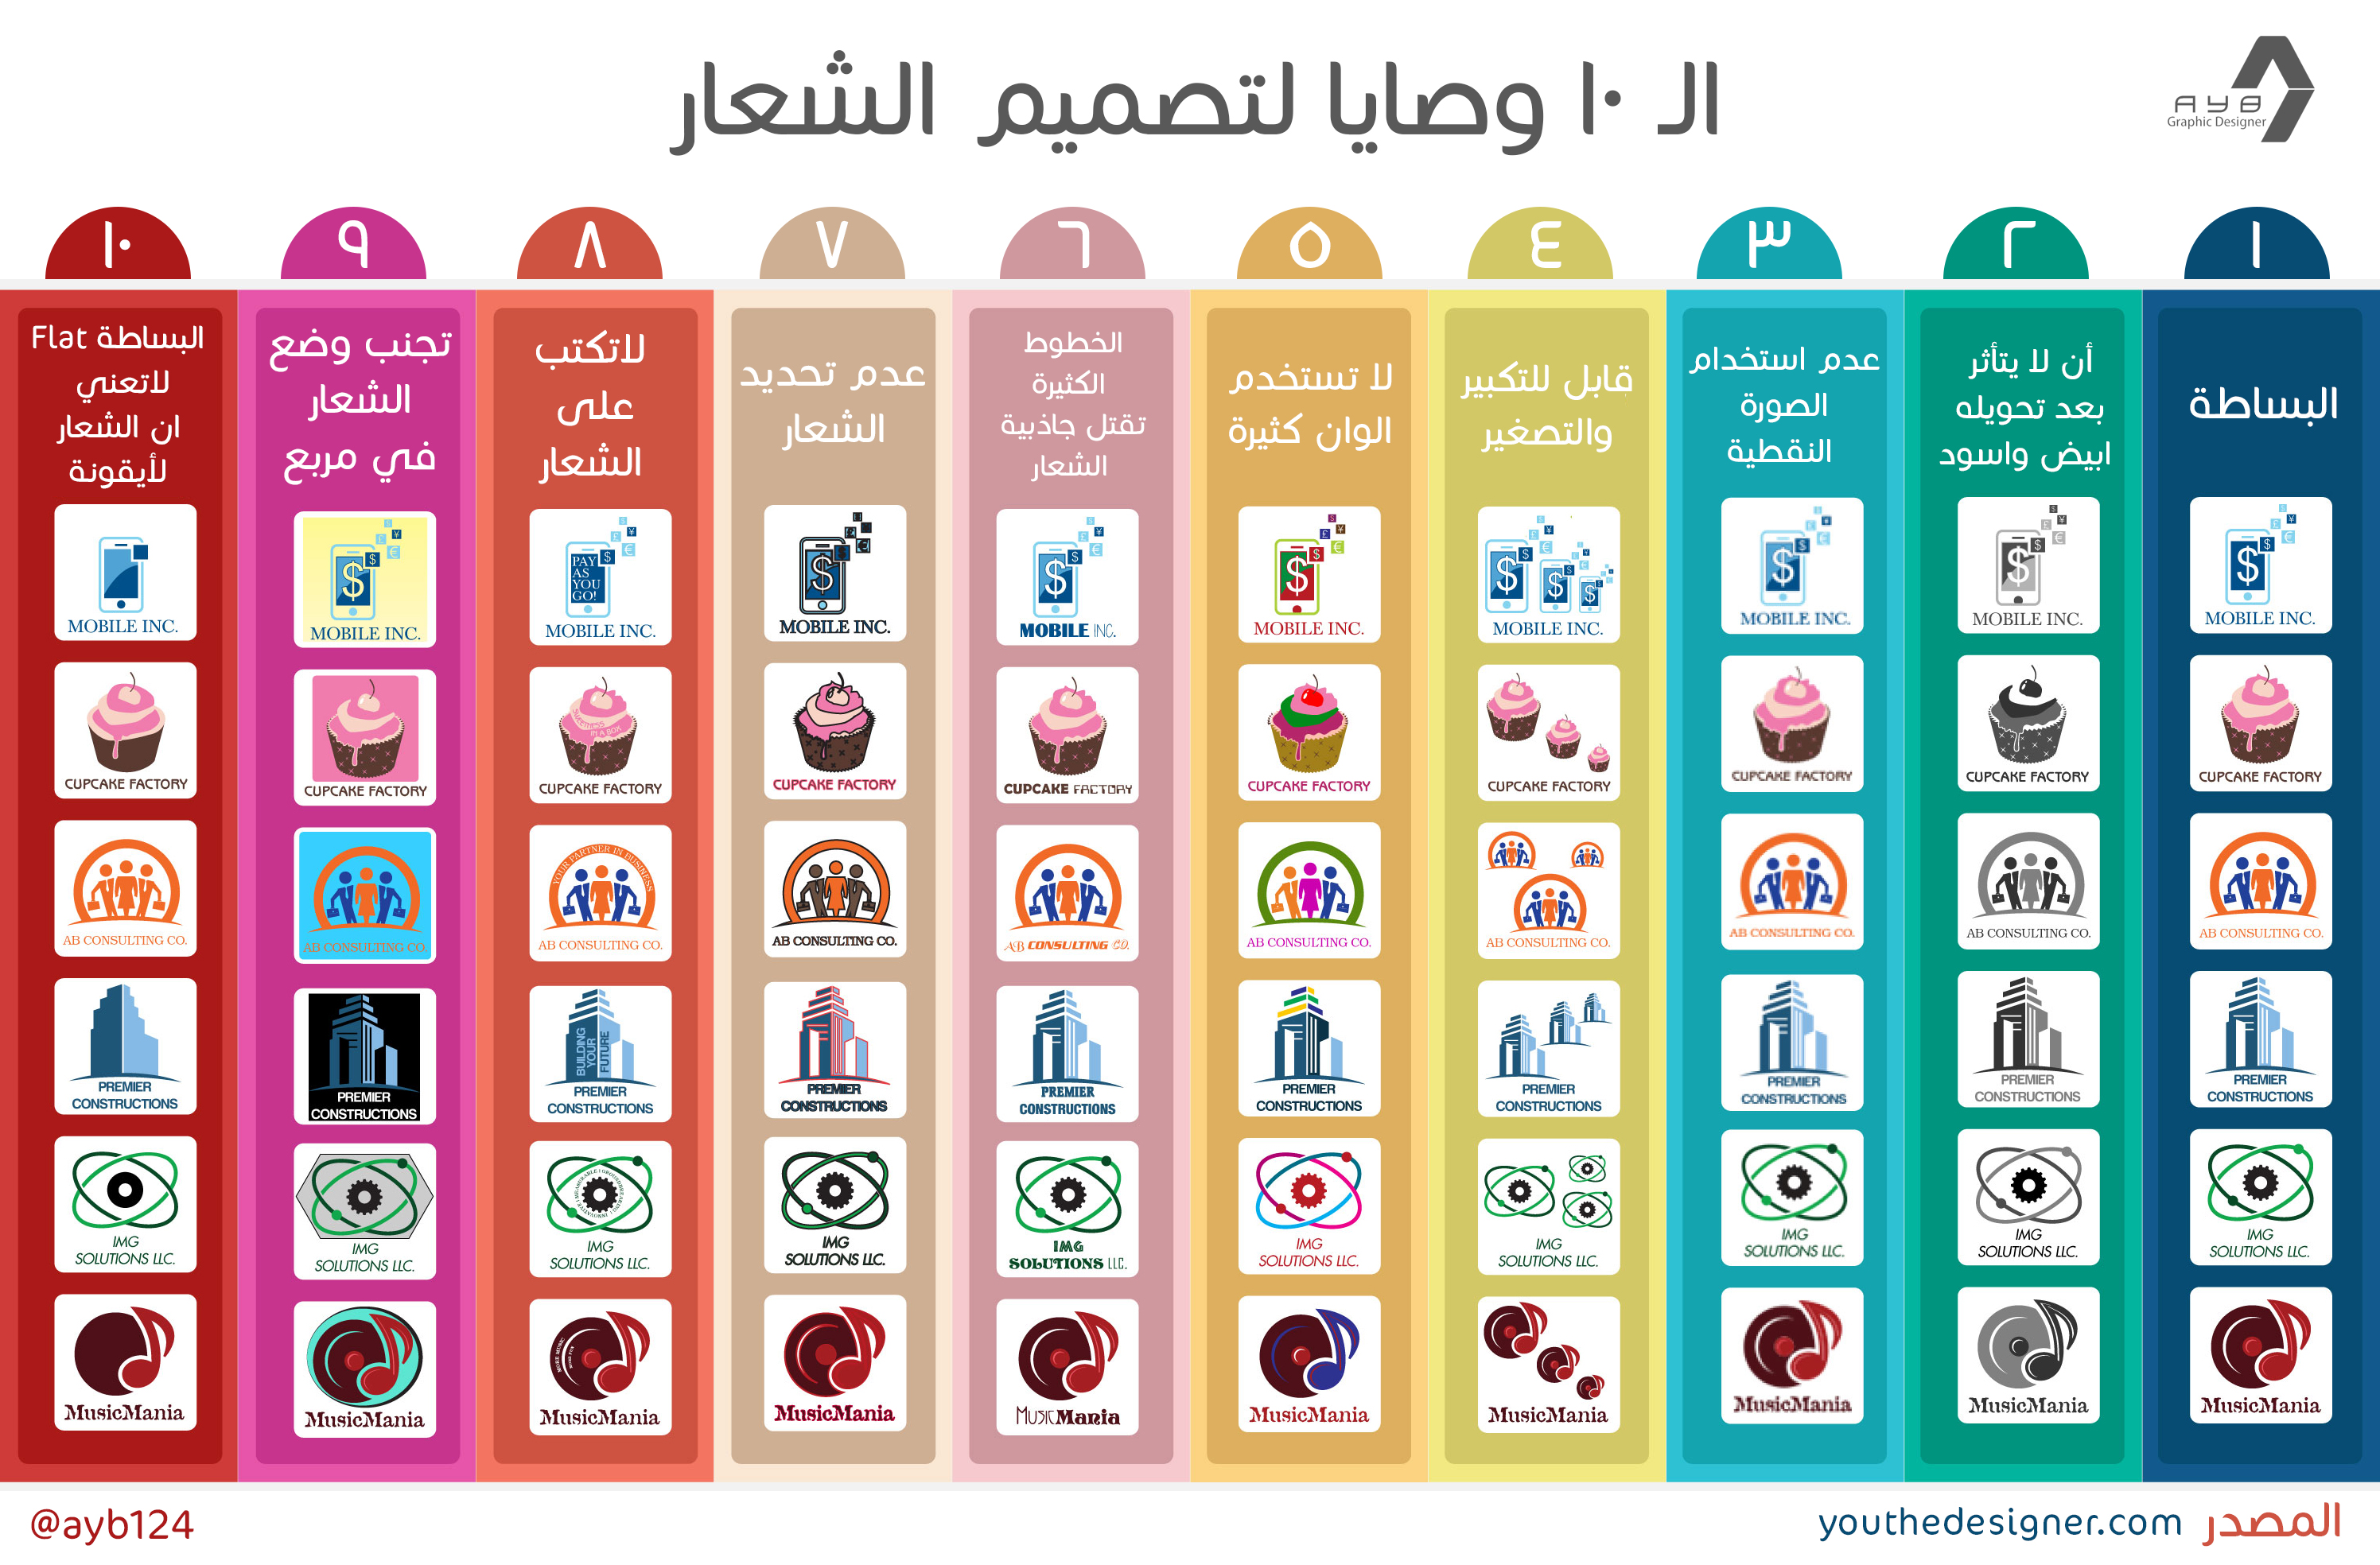 الـ ١٠ وصايا لتصميم الشعار
AYB
Graphic Designer
١
البساطة
MOBILE INC.
CUPCAKE FACTORY
AB CONSULTING CO.
PREMIER
CONSTRUCTIONS
IMG
SOLUTIONS LLC.
MusicMania
٢
أن لا يتأثر
بعد تحويله
ابيض واسود
MOBILE INC.
CUPCAKE FACTORY
AB CONSULTING CO.
PREMIER
CONSTRUCTIONS
IMG
SOLUTIONS LLC.
MusicMania
٣
عدم استخدام
الصورة
النقطية
MOBILE INC.
CUPCAKE FACTORY
AB CONSULTING CO.
PREMIER
CONSTRUCTIONS
IMG
SOLUTIONS LLC.
MusicMania
٤
قابل للتكبير
والتصغير
MOBILE INC.
CUPCAKE FACTORY
AB CONSULTING CO.
PREMIER
CONSTRUCTIONS
IMG
SOLUTIONS LLC.
MusicMania
٥
لا تستخدم
الوان كثيرة
MOBILE INC.
CUPCAKE FACTORY
AB CONSULTING CO.
PREMIER
CONSTRUCTIONS
IMG
SOLUTIONS LLC.
MusicMania
٦
الخطوط
الكثيرة
تقتل جاذبية
الشعار
MOBILE INC.
CUPCAKE FACTORY
AB CONSULTING CO.
PREMIER
CONSTRUCTIONS
IMG
SOLUTIONS LLC.
MusicMania
٧
عدم تحديد
الشعار
MOBILE INC.
CUPCAKE FACTORY
AB CONSULTING CO.
PREMIER
CONSTRUCTIONS
IMG
SOLUTIONS LLC.
MusicMania
٨
لاتكتب
على
الشعار
PAY
AS
YOU
GO!
MOBILE INC.
SWEETNESS
IN A BOX
CUPCAKE FACTORY
YOUR PARTNER IN BUSINESS
AB CONSULTING CO.
BUILDING
YOUR
FUTURE
PREMIER
CONSTRUCTIONS
IMG
SOLUTIONS LLC.
MORE MUSIC
MORE FUN
MusicMania
٩
تجنب وضع
الشعار
في مربع
MOBILE INC.
CUPCAKE FACTORY
AB CONSULTING CO.
PREMIER
CONSTRUCTIONS
IMG
SOLUTIONS LLC.
MusicMania
١٠
البساطة Flat
لاتعني
ان الشعار
لأيقونة
MOBILE INC.
CUPCAKE FACTORY
AB CONSULTING CO.
PREMIER
CONSTRUCTIONS
IMG
SOLUTIONS LLC.
MusicMania
المصدر youthedesigner.com
@ayb124